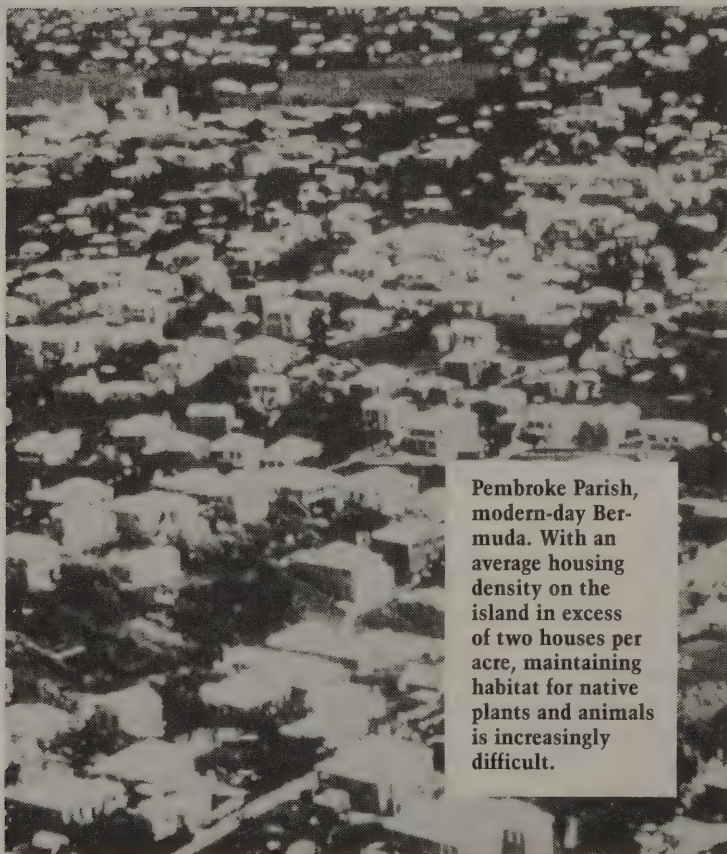 Pembroke Parish,
modern-day Ber-
muda. With an
average housing
density on the
island in excess
of two houses per
acre, maintaining
habitat for native
plants and animals
is increasingly
difficult.